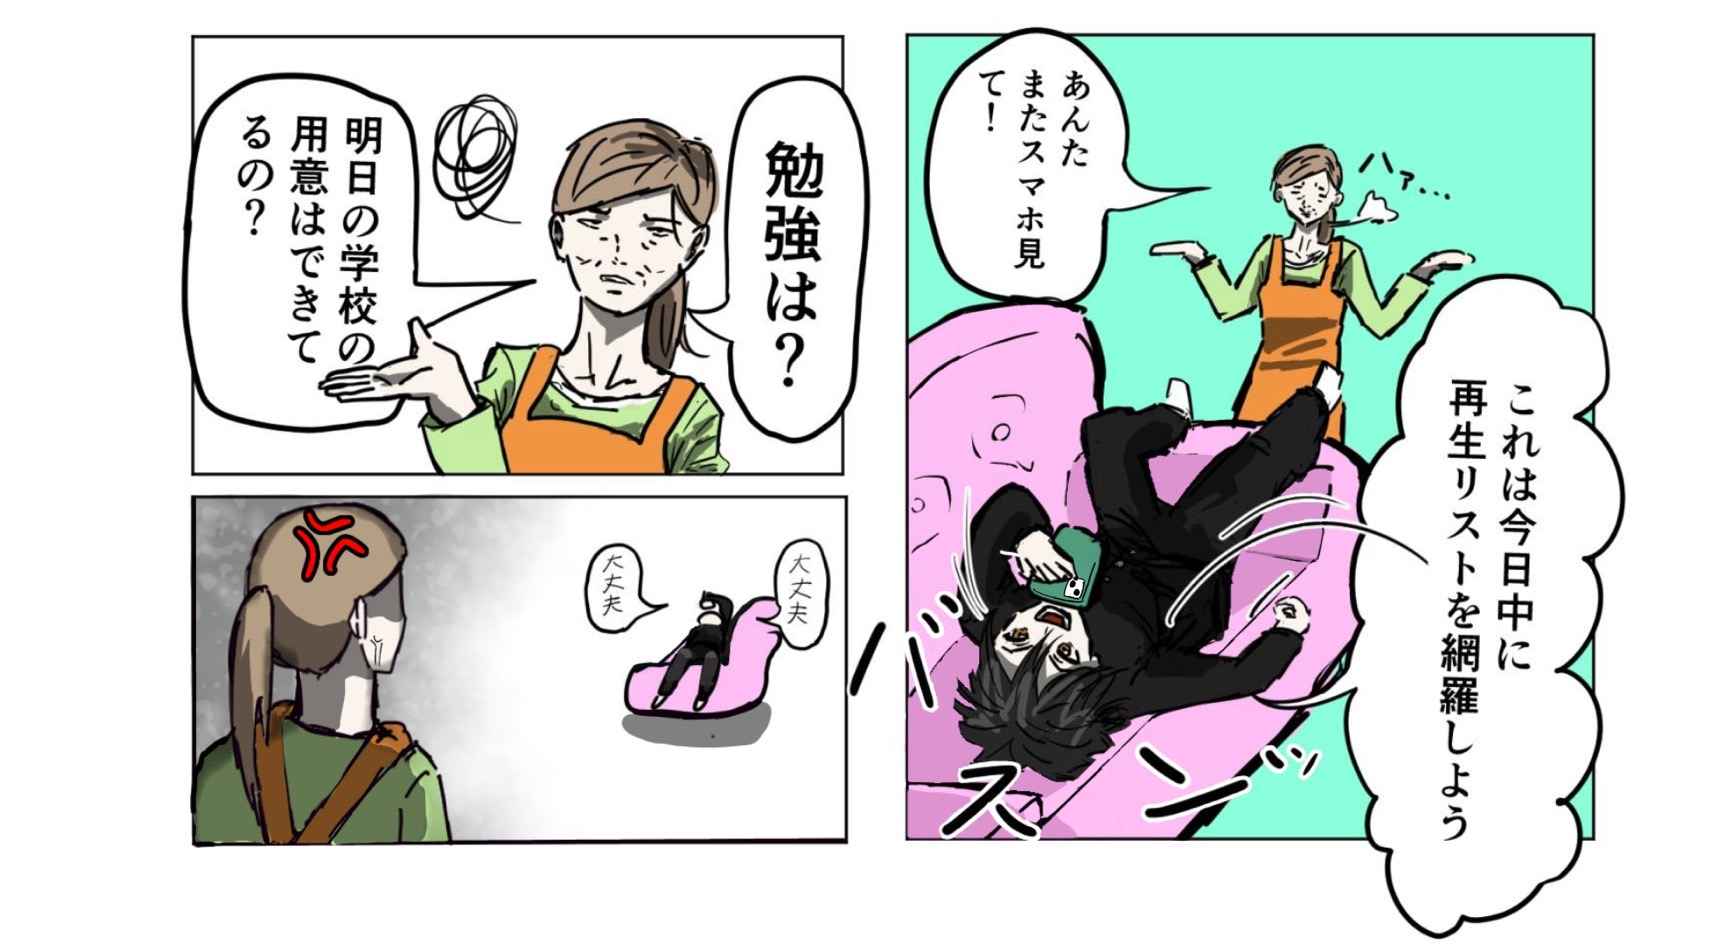 あんた
またスマホ見
て！
ハァ…
これは今日中に
再生リストを網羅しよう
バスンッ
勉強は？
明日の学校の
用意はできて
るの？
大丈夫
大丈夫